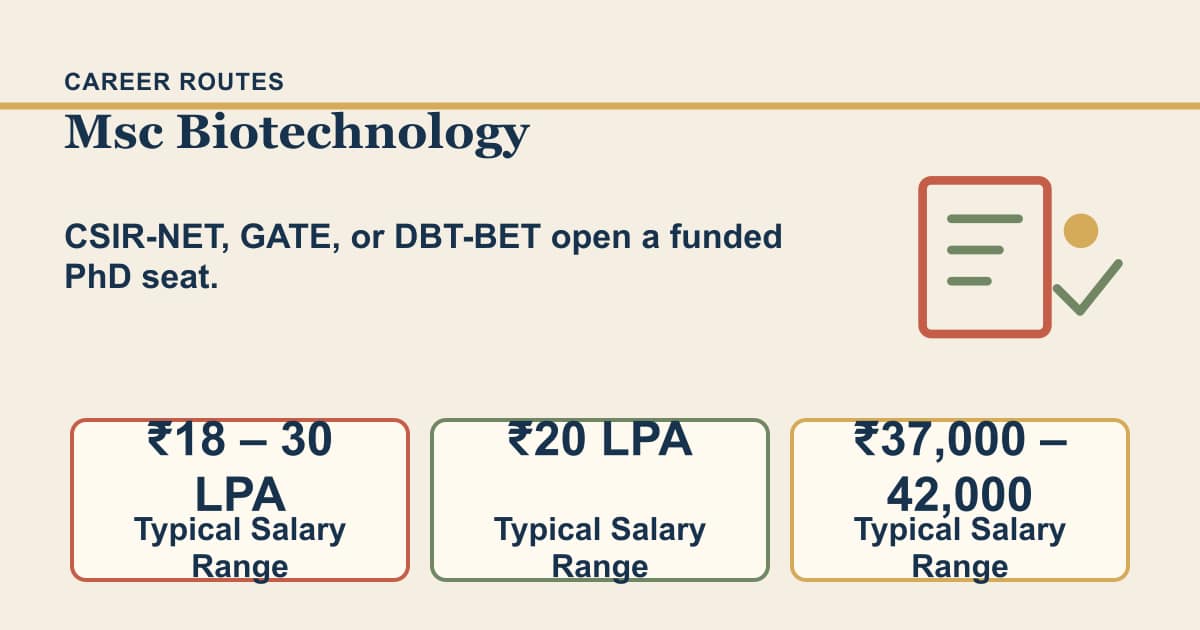 CAREER ROUTES
Msc Biotechnology
CSIR-NET, GATE, or DBT-BET open a funded
PhD seat.
₹18 – 30
LPA
Typical Salary
Range
₹20 LPA
Typical Salary
Range
₹37,000 –
42,000
Typical Salary
Range